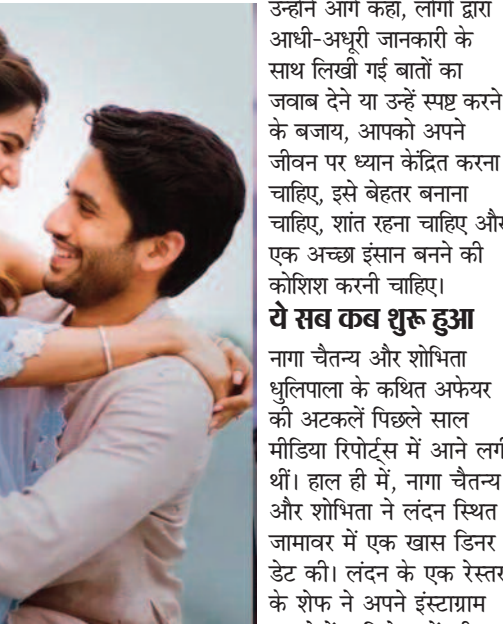 उन्होंने आगे कहा, लोगों द्वारा
आधी-अधूरी जानकारी के
साथ लिखी गई बातों का
जवाब देने या उन्हें स्पष्ट करने
के बजाय, आपको अपने
जीवन पर ध्यान केंद्रित करना
चाहिए, इसे बेहतर बनाना
चाहिए, शांत रहना चाहिए और
एक अच्छा इंसान बनने की
कोशिश करनी चाहिए।
ये सब कब शुरू हुआ
नागा चैतन्य और शोभिता
धुलिपाला के कथित अफेयर
की अटकलें पिछले साल
मीडिया रिपोर्ट्स में आने लगी
थीं। हाल ही में, नागा चैतन्य
और शोभिता ने लंदन स्थित
जामावर में एक खास डिनर
डेट की। लंदन के एक
के शेफ ने अपने इंस्टाग्राम